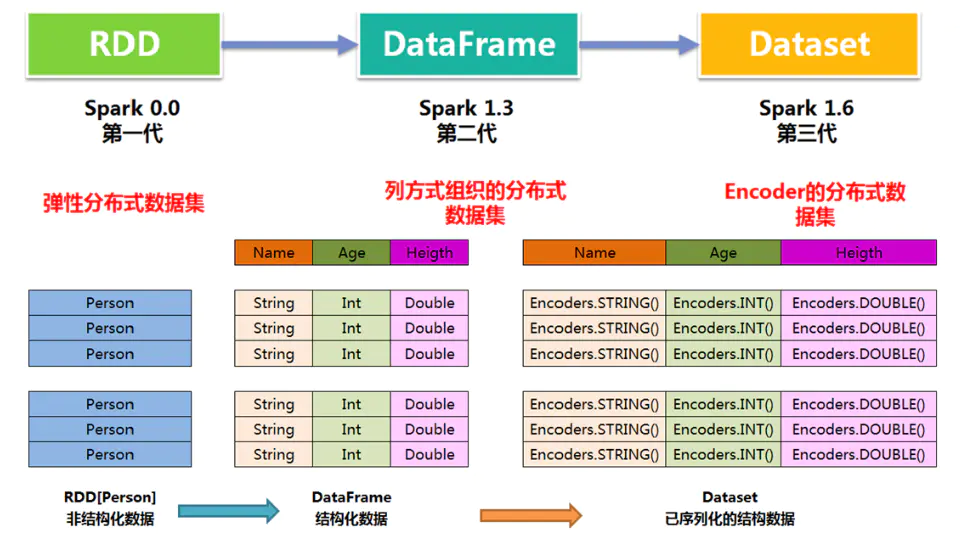 RDD
DataFrame
Dataset
Spark 0.0
第一代
Spark 1.3
第二代
Spark 1.6
第三代
弹性分布式数据集
列方式组织的分布式
数据集
Encoder的分布式数
据集
Name Age Heigth
Name Age Heigth
Person
Person
Person
String Int Double
String Int Double
String Int Double
Encoders.STRING() Encoders.INT() Encoders.DOUBLE()
Encoders.STRING() Encoders.INT() Encoders.DOUBLE()
Encoders.STRING() Encoders.INT() Encoders.DOUBLE()
Person
Person
Person
String Int Double
String Int Double
String Int Double
Encoders.STRING() Encoders.INT() Encoders.DOUBLE()
Encoders.STRING() Encoders.INT() Encoders.DOUBLE()
Encoders.STRING() Encoders.INT() Encoders.DOUBLE()
RDD[Person]
非结构化数据
DataFrame
结构化数据
Dataset
已序列化的结构数据